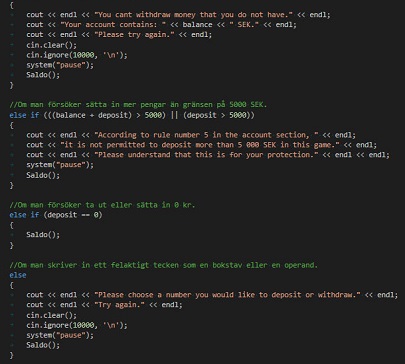 {
cout << endl << "You cant withdraw money that you do not have." << endl;
cout << "Your account contains: " << balance << " SEK." << endl;
cout << endl << "Please try again." << endl;
cin.clear();
cin.ignore(10000, '\n');
system("pause");
Saldo();
}
//Om man försöker sätta in mer pengar än gränsen på 5000 SEK.
else if (((balance + deposit) > 5000) || (deposit > 5000))
{
cout << endl << "According to rule number 5 in the account section, " << endl;
cout << "it is not permitted to deposit more than 5 000 SEK in this game." << endl;
cout << "Please understand that this is for your protection." << endl << endl;
system("pause");
Saldo();
}
//Om man försöker ta ut eller sätta in 0 kr.
else if (deposit == 0)
{
Saldo();
}
//Om man skriver in ett felaktigt tecken som en bokstav eller en operand.
else
{
cout << endl << "Please choose a number you would like to deposit or withdraw." << endl;
cout << endl << "Try again." << endl;
cin.clear();
cin.ignore(10000, '\n');
system("pause");
Saldo();
}